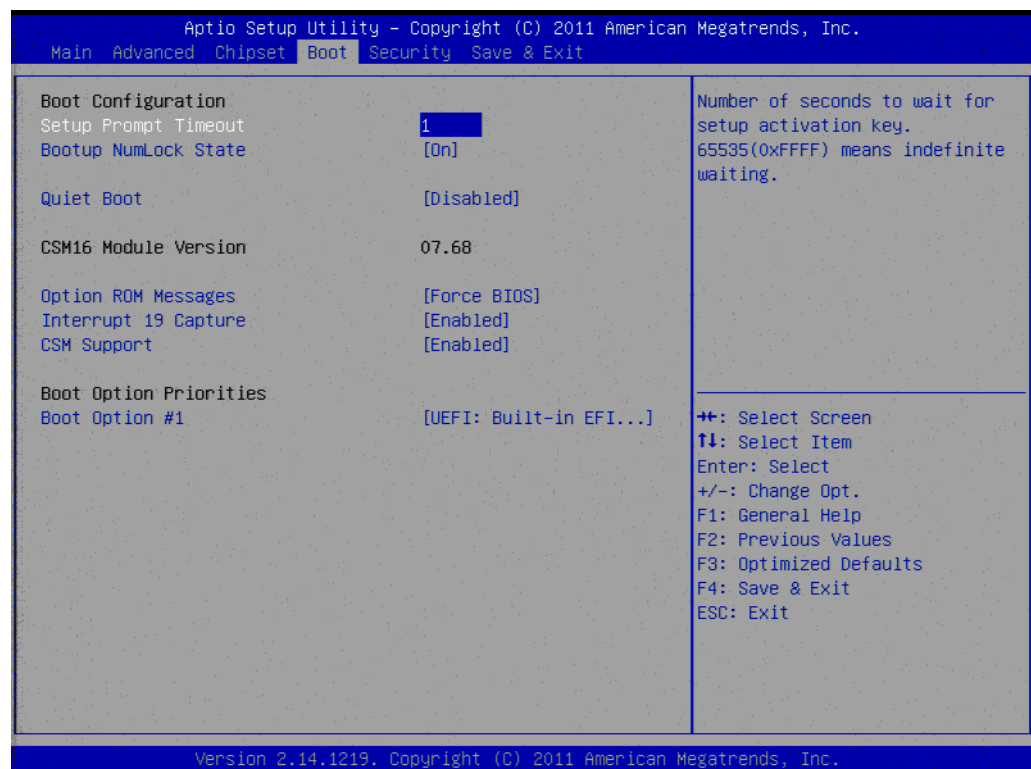 Aptio Setup Utility – Copyright (C) 2011 American Megatrends, Inc.
Main Advanced Chipset Boot Security Save & Exit
Boot Configuration
Setup Prompt Timeout 1
Bootup NumLock State [On]
Quiet Boot [Disabled]
CSM16 Module Version 07.68
Option ROM Messages [Force BIOS]
Interrupt 19 Capture [Enabled]
CSM Support [Enabled]
Boot Option Priorities
Boot Option #1 [UEFI: Built-in EFI...]
Number of seconds to wait for
setup activation key.
65535(0xFFFF) means indefinite
waiting.
→←: Select Screen
↑↓: Select Item
Enter: Select
+/-: Change Opt.
F1: General Help
F2: Previous Values
F3: Optimized Defaults
F4: Save & Exit
ESC: Exit
Version 2.14.1219. Copyright (C) 2011 American Megatrends, Inc.